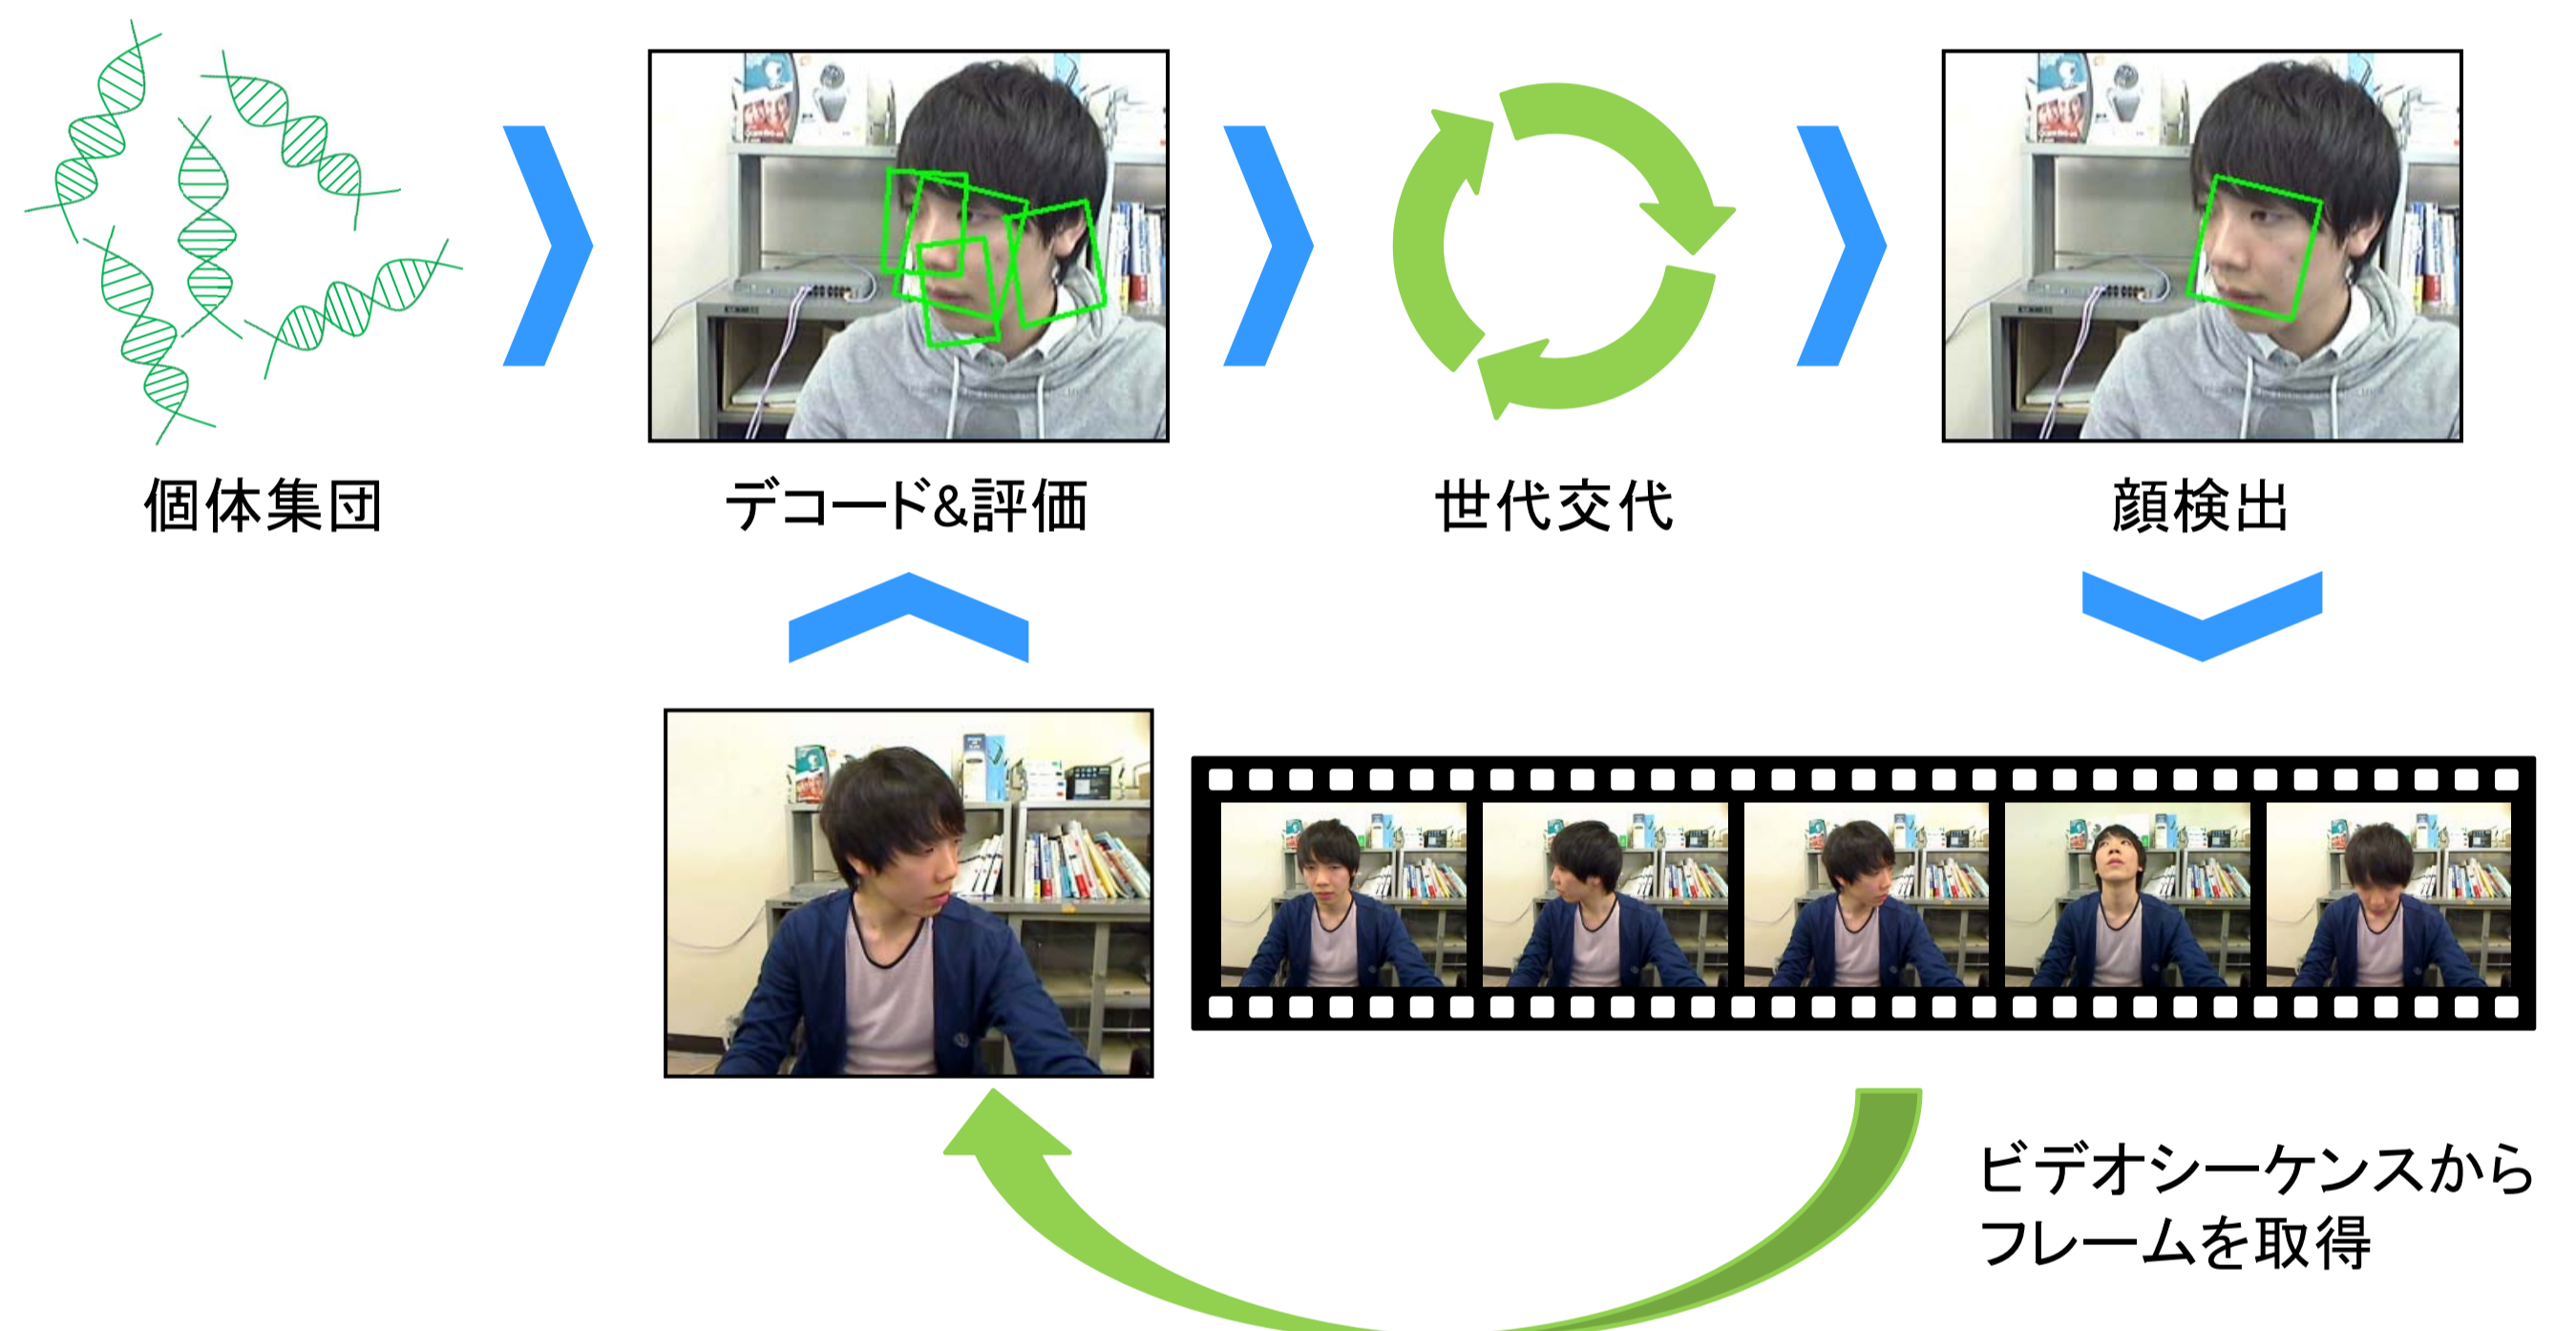 個体集団
デコード&評価
世代交代
顔検出
ビデオシーケンスから
フレームを取得